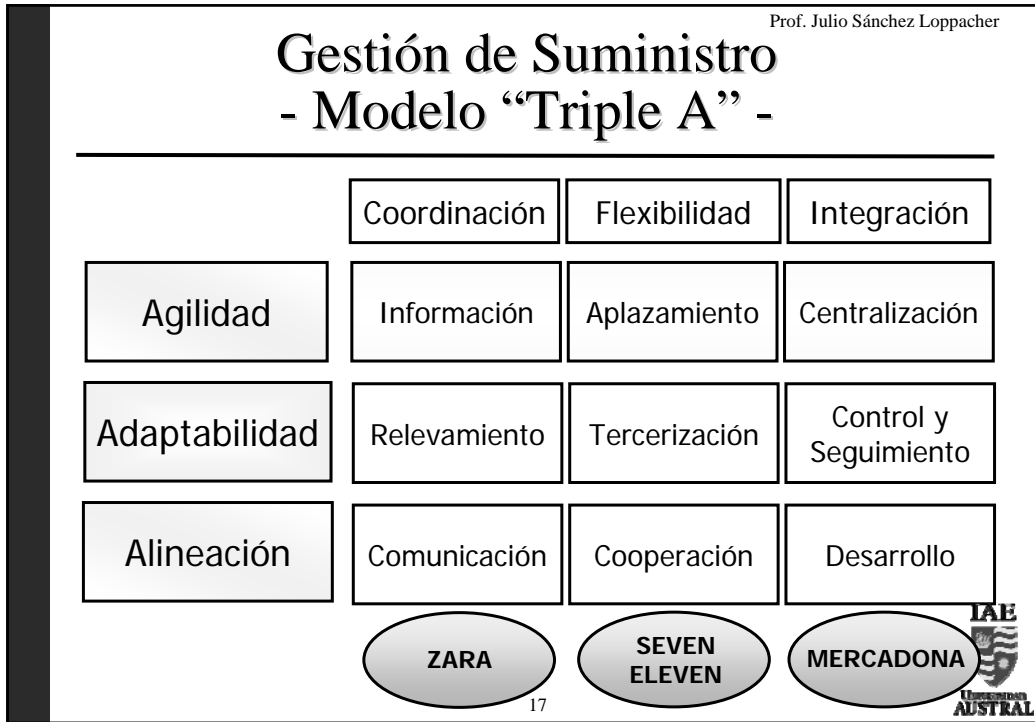 Prof. Julio Sánchez Loppacher
Gestión de Suministro
- Modelo “Triple A” -
Coordinación
Flexibilidad
Integración
Agilidad
Información
Aplazamiento
Centralización
Adaptabilidad
Relevamiento
Tercerización
Control y
Seguimiento
Alineación
Comunicación
Cooperación
Desarrollo
ZARA
SEVEN
ELEVEN
MERCADONA
IAE
UNIVERSIDAD
AUSTRAL
17